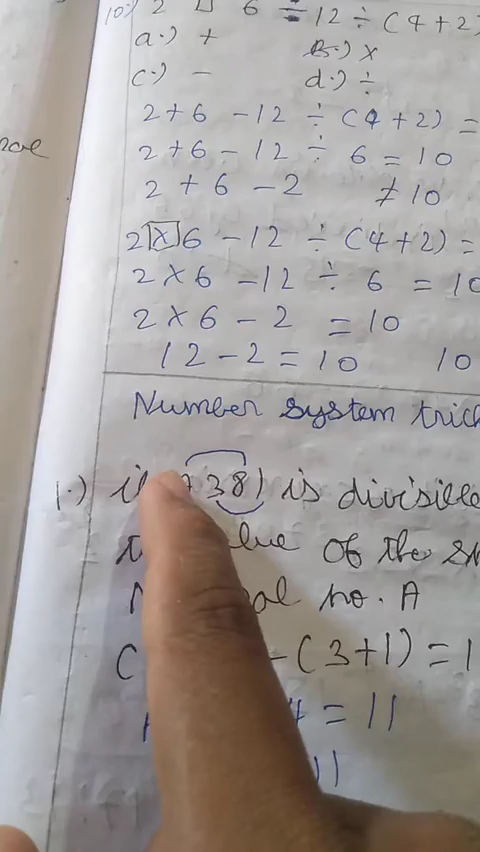 10.) 2 □ 6 - 12 ÷ (4+2)
a.) + B.) ×
c.) - d.) ÷
2+6 -12 ÷ (4+2) =
2+6 - 12 ÷ 6 = 10
2 + 6 - 2 ≠ 10
2×6 -12 ÷ (4+2) =
2×6 -12 ÷ 6 = 10
2×6 - 2 = 10
12-2 = 10 10
Number system
1.) 381 is
of the
no. A
- (3+1) = 1
= 11
11